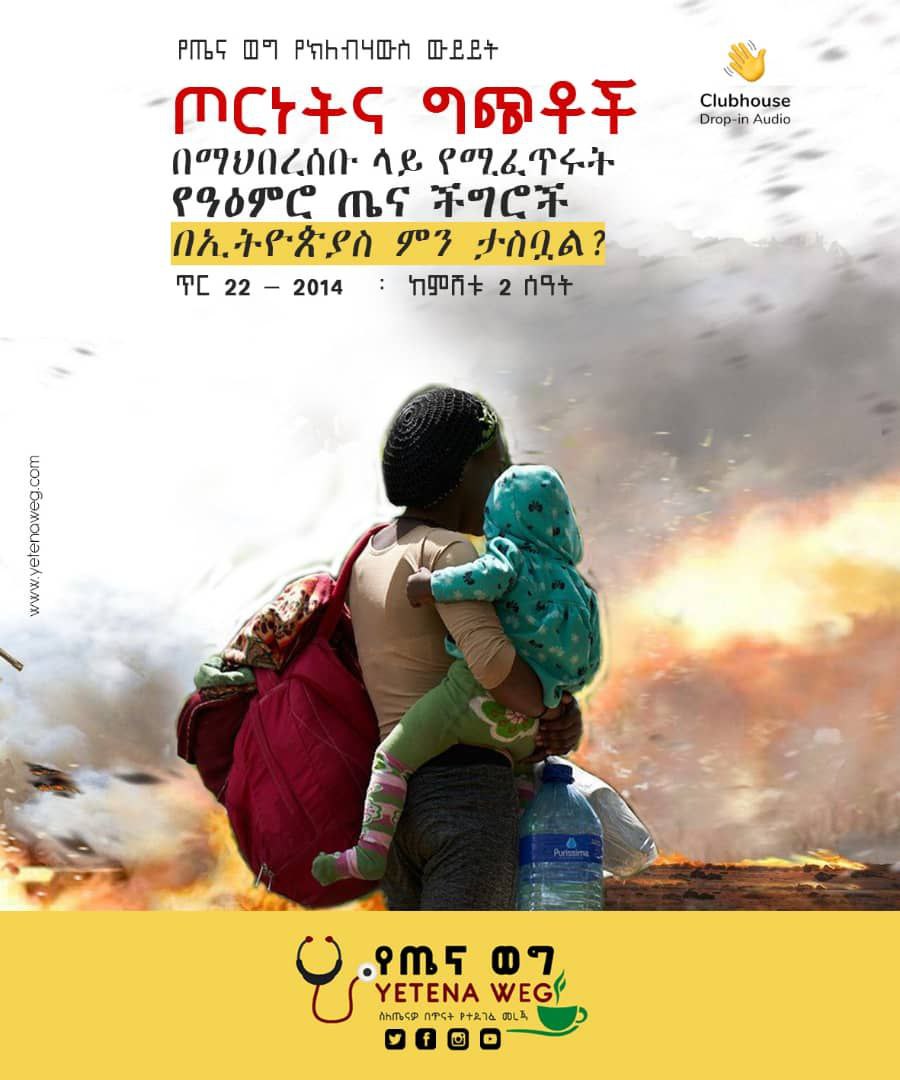 የጤና ወግ የክለብሃውስ ውይይት
ጦርነትና ግጭቶች
በማህበረሰቡ ላይ የሚፈጥሩት
የዓዕምሮ ጤና ችግሮች
በኢትዮጵያስ ምን ታስቧል?
ጥር 22 – 2014 : ከምሽቱ 2 ሰዓት
Clubhouse
Drop-in Audio
www.yetenaweg.com
Purissima
የጤና ወግ
YETENA WEG
ስለጤናዎ በጥናት የተደገፈ መረጃ